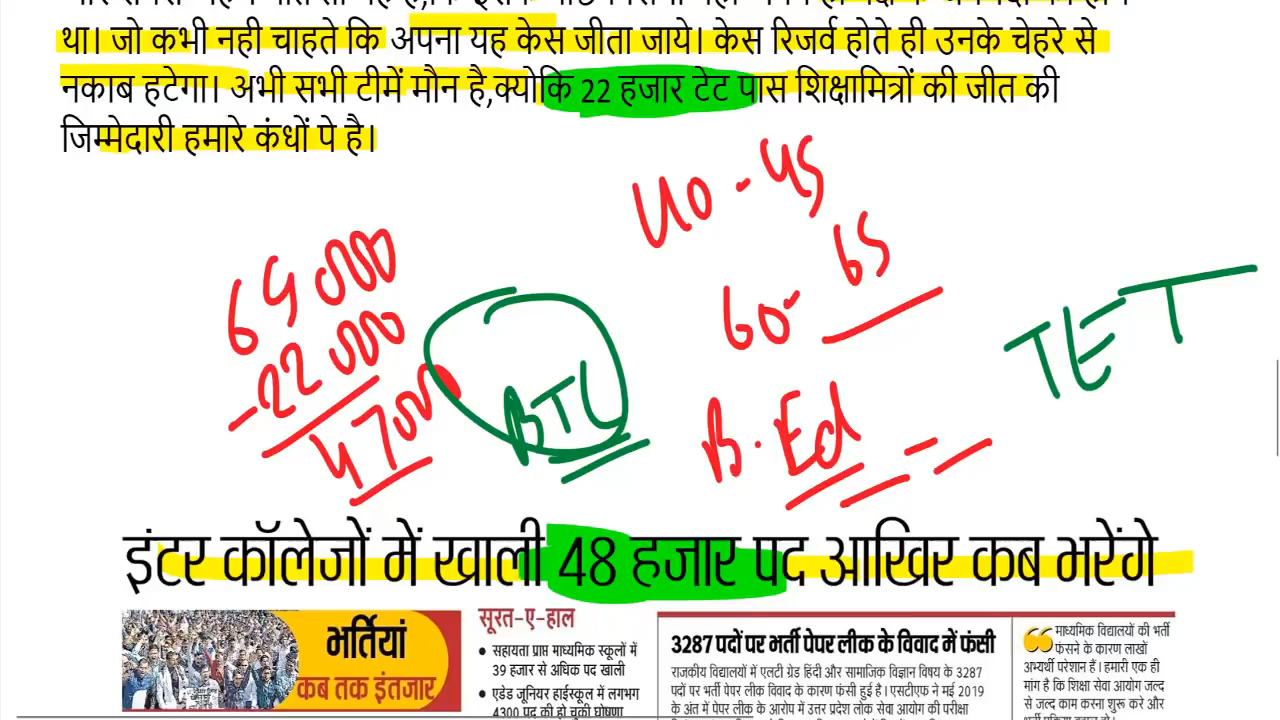 था। जो कभी नही चाहते कि अपना यह केस जीता जाये। केस रिजर्व होते ही उनके चेहरे से
नकाब हटेगा। अभी सभी टीमें मौन है,क्योकि 22 हजार टेट पास शिक्षामित्रों की जीत की
जिम्मेदारी हमारे कंधों पे है।
40-45
65
60-
69000
-22000
4700
BTC
B.Ed
TET
इंटर कॉलेजों में खाली 48 हजार पद आखिर कब भरेंगे
भर्तियां
कब तक इंतजार
सूरत-ए-हाल
• सहायता प्राप्त माध्यमिक स्कूलों में
39 हजार से अधिक पद खाली
• एडेड जूनियर हाईस्कूल में लगभग
4300 पद की हो चुकी घोषणा
3287 पदों पर भर्ती पेपर लीक के विवाद में फंसी
राजकीय विद्यालयों में एलटी ग्रेड हिंदी और सामाजिक विज्ञान विषय के 3287
पदों पर भर्ती पेपर लीक विवाद के कारण फंसी हुई है। एसटीएफ ने मई 2019
के अंत में पेपर लीक के आरोप में उत्तर प्रदेश लोक सेवा आयोग की परीक्षा
माध्यमिक विद्यालयों की भर्ती
फंसने के कारण लाखों
अभ्यर्थी परेशान हैं। हमारी एक ही
मांग है कि शिक्षा सेवा आयोग जल्द
से जल्द काम करना शुरू करे और